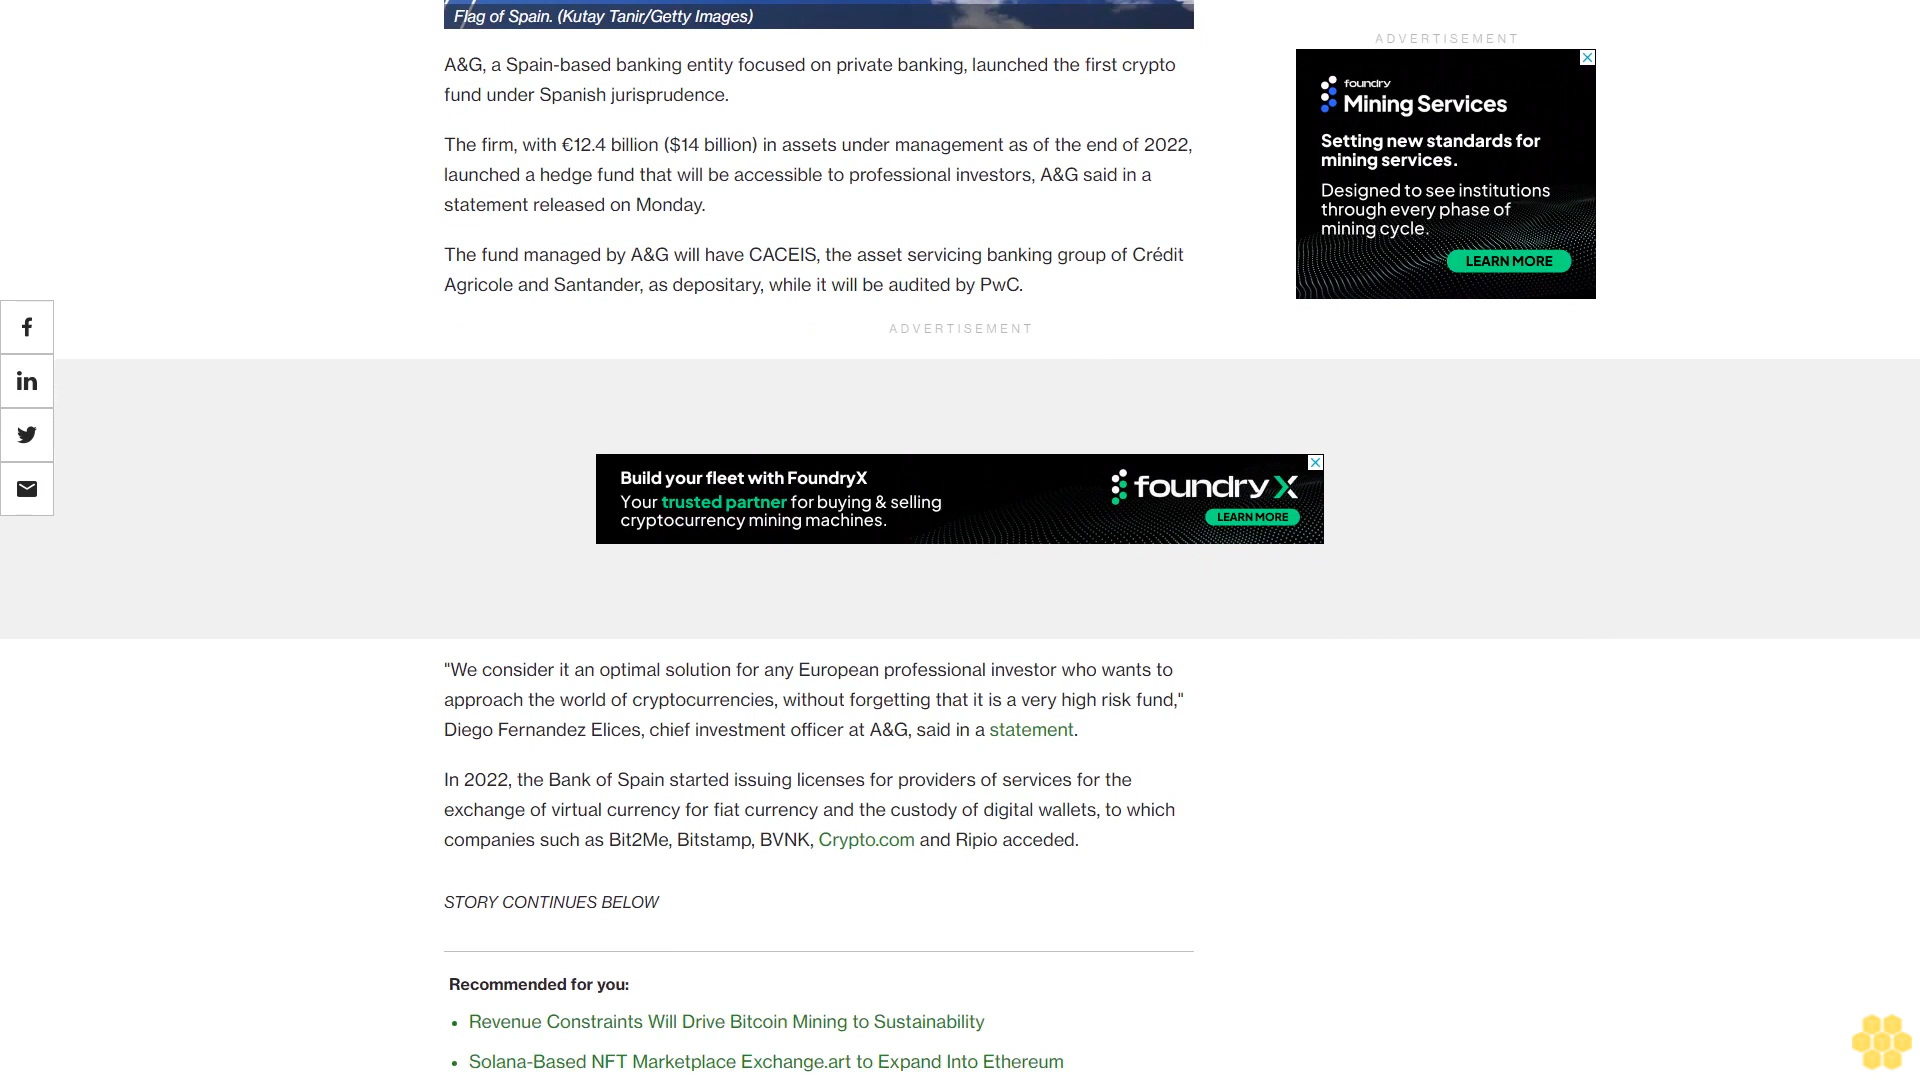 Flag of Spain. (Kutay Tanir/Getty Images)
A&G, a Spain-based banking entity focused on private banking, launched the first crypto
fund under Spanish jurisprudence.
The firm, with €12.4 billion ($14 billion) in assets under management as of the end of 2022,
launched a hedge fund that will be accessible to professional investors, A&G said in a
statement released on Monday.
The fund managed by A&G will have CACEIS, the asset servicing banking group of Crédit
Agricole and Santander, as depositary, while it will be audited by PwC.
ADVERTISEMENT
foundry
Mining Services
Setting new standards for
mining services.
Designed to see institutions
through every phase of
mining cycle.
LEARN MORE
ADVERTISEMENT
Build your fleet with FoundryX
Your trusted partner for buying & selling
cryptocurrency mining machines.
foundry X
LEARN MORE
"We consider it an optimal solution for any European professional investor who wants to
approach the world of cryptocurrencies, without forgetting that it is a very high risk fund,"
Diego Fernandez Elices, chief investment officer at A&G, said in a statement.
In 2022, the Bank of Spain started issuing licenses for providers of services for the
exchange of virtual currency for fiat currency and the custody of digital wallets, to which
companies such as Bit2Me, Bitstamp, BVNK, Crypto.com and Ripio acceded.
STORY CONTINUES BELOW
Recommended for you:
• Revenue Constraints Will Drive Bitcoin Mining to Sustainability
• Solana-Based NFT Marketplace Exchange.art to Expand Into Ethereum